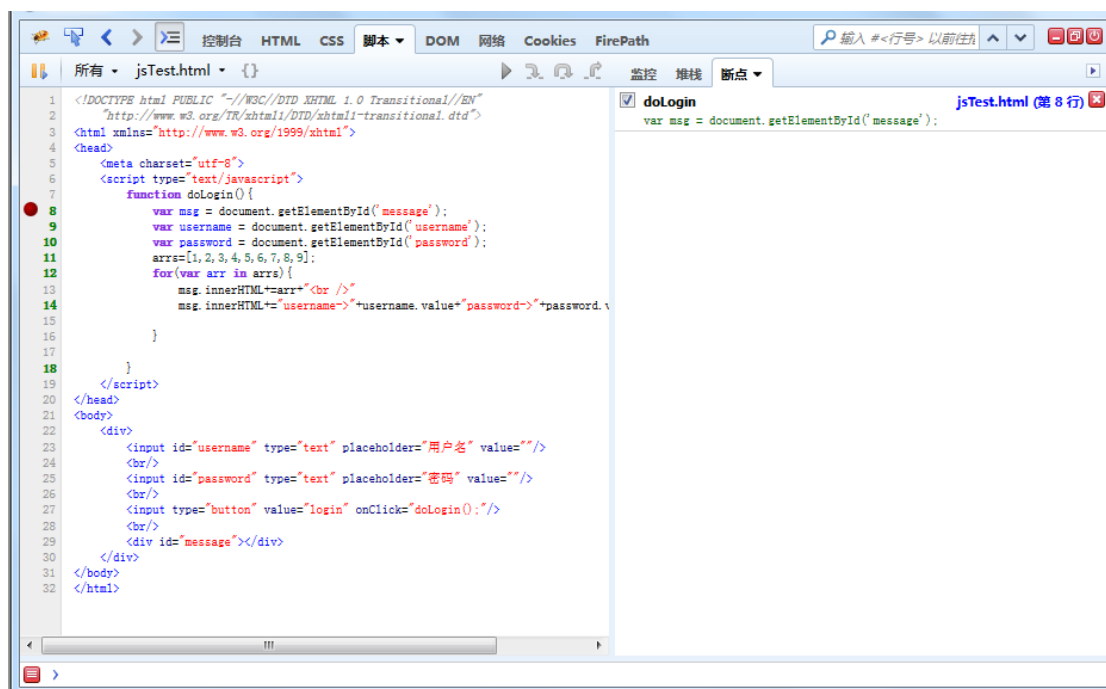 控制台 HTML CSS 脚本 DOM 网络 Cookies FirePath 输入 #<行号> 以前往指
所有 jsTest.html {} 监控 堆栈 断点
1 <!DOCTYPE html PUBLIC "-//W3C//DTD XHTML 1.0 Transitional//EN"
2 "http://www.w3.org/TR/xhtml1/DTD/xhtml1-transitional.dtd">
3 <html xmlns="http://www.w3.org/1999/xhtml">
4 <head>
5 <meta charset="utf-8">
6 <script type="text/javascript">
7 function doLogin(){
8 var msg = document.getElementById('message');
9 var username = document.getElementById('username');
10 var password = document.getElementById('password');
11 arrs=[1,2,3,4,5,6,7,8,9];
12 for(var arr in arrs){
13 msg.innerHTML+=arr+"<br />"
14 msg.innerHTML+="username->"+username.value+"password->"+password.v
15
16 }
17
18 }
19 </script>
20 </head>
21 <body>
22 <div>
23 <input id="username" type="text" placeholder="用户名" value=""/>
24 <br/>
25 <input id="password" type="text" placeholder="密码" value=""/>
26 <br/>
27 <input type="button" value="login" onClick="doLogin();"/>
28 <br/>
29 <div id="message"></div>
30 </div>
31 </body>
32 </html>
doLogin jsTest.html (第 8 行)
var msg = document.getElementById('message');